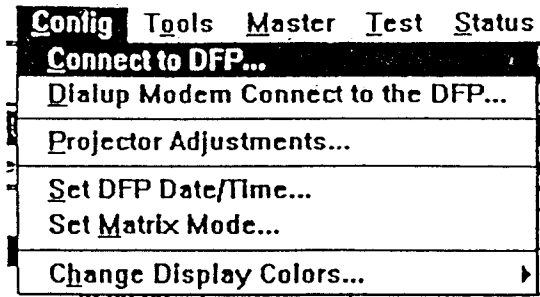 Config Tools Master Test Status
Connect to DFP...
Dialup Modem Connect to the DFP...
Projector Adjustments...
Set DFP Date/Time...
Set Matrix Mode...
Change Display Colors...